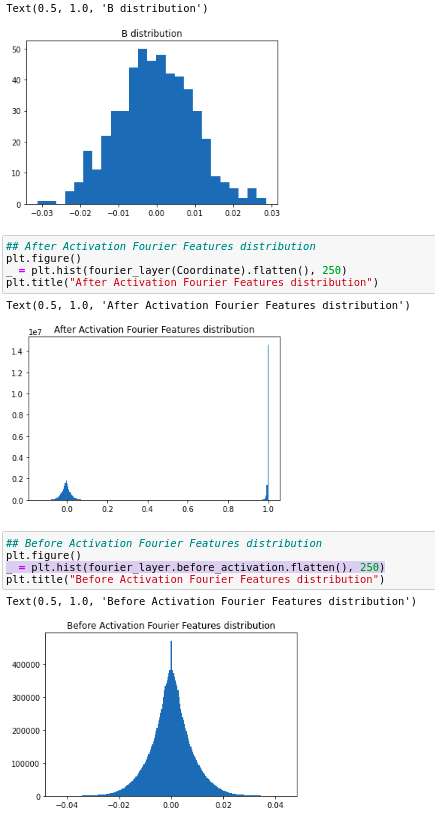 Text(0.5, 1.0, 'B distribution')
B distribution
50
40
30
20
10
0
−0.03 −0.02 −0.01 0.00 0.01 0.02 0.03
## After Activation Fourier Features distribution
plt.figure()
_ = plt.hist(fourier_layer(Coordinate).flatten(), 250)
plt.title("After Activation Fourier Features distribution")
Text(0.5, 1.0, 'After Activation Fourier Features distribution')
1e7 After Activation Fourier Features distribution
1.4
1.2
1.0
0.8
0.6
0.4
0.2
0.0
0.0 0.2 0.4 0.6 0.8 1.0
## Before Activation Fourier Features distribution
plt.figure()
_ = plt.hist(fourier_layer.before_activation.flatten(), 250)
plt.title("Before Activation Fourier Features distribution")
Text(0.5, 1.0, 'Before Activation Fourier Features distribution')
Before Activation Fourier Features distribution
400000
300000
200000
100000
0
−0.04 −0.02 0.00 0.02 0.04